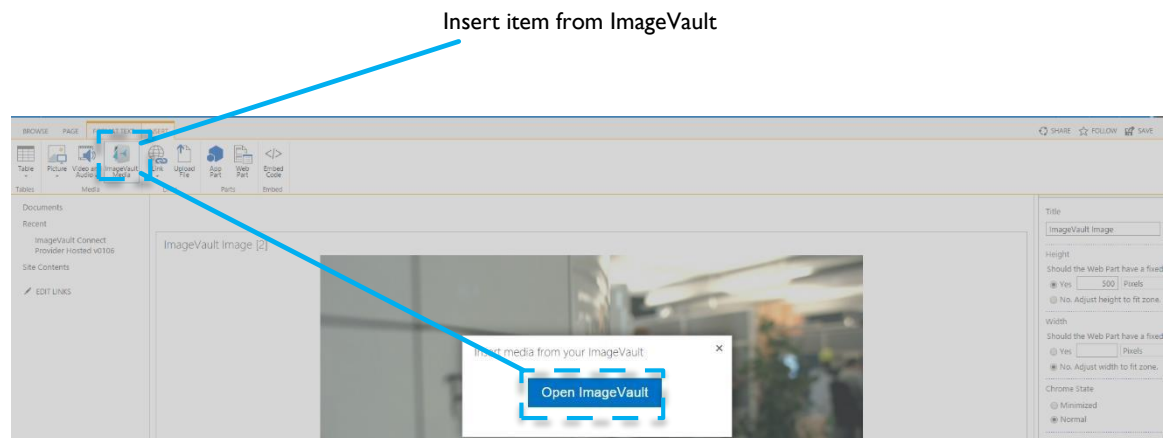 Insert item from ImageVault
BROWSE PAGE FORMAT TEXT INSERT
SHARE FOLLOW SAVE
Table Picture Video and Audio ImageVault Media Link Upload File App Part Web Part Embed Code
Tables Media Parts Embed
Documents
Recent
ImageVault Connect
Provider Hosted v0106
Site Contents
EDIT LINKS
ImageVault Image [2]
Insert media from your ImageVault ×
Open ImageVault
Title
ImageVault Image
Height
Should the Web Part have a fixed
Yes 500 Pixels
No. Adjust height to fit zone.
Width
Should the Web Part have a fixed
Yes Pixels
No. Adjust width to fit zone.
Chrome State
Minimized
Normal